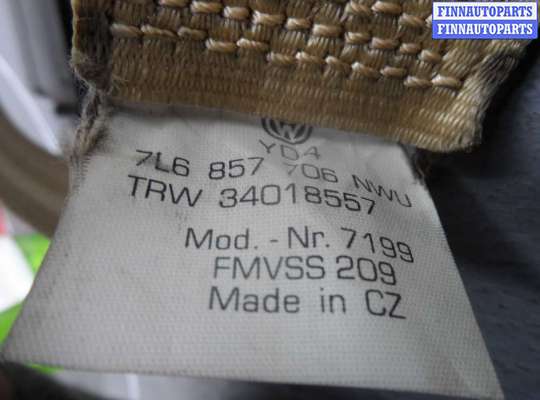 FINNAUTOPARTS
FINNAUTOPARTS
YD4
7L6 857 706 NWU
TRW 34018557
Mod. - Nr. 7199
FMVSS 209
Made in CZ